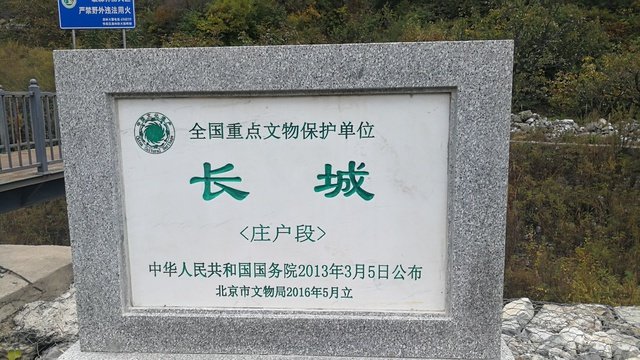 严禁野外违法用火
全国重点文物保护单位
长城
<庄户段>
中华人民共和国国务院2013年3月5日公布
北京市文物局2016年5月立